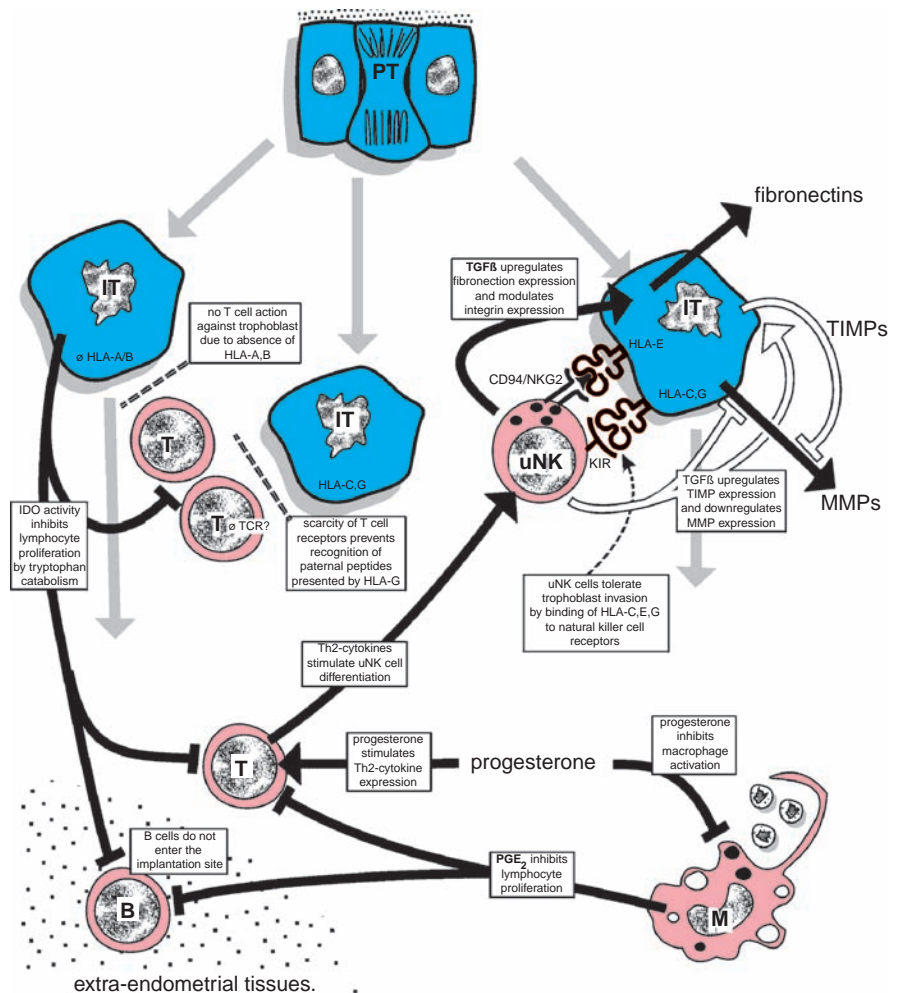 PT
fibronectins
TGFß upregulates
fibronection expression
and modulates
integrin expression
IT
IT
no T cell action
against trophoblast
due to absence of
HLA-A,B
ø HLA-A/B
HLA-E
TIMPs
CD94/NKG2
HLA-C,G
IT
T
HLA-C,G
uNK
KIR
TGFß upregulates
TIMP expression
and downregulates
MMP expression
MMPs
IDO activity
inhibits
lymphocyte
proliferation
by tryptophan
catabolism
T ø TCR?
scarcity of T cell
receptors prevents
recognition of
paternal peptides
presented by HLA-G
uNK cells tolerate
trophoblast invasion
by binding of HLA-C,E,G
to natural killer cell
receptors
Th2-cytokines
stimulate uNK cell
differentiation
T
progesterone
stimulates
Th2-cytokine
expression
progesterone
progesterone
inhibits
macrophage
activation
B cells do not
enter the
implantation site
PGE2 inhibits
lymphocyte
proliferation
B
M
extra-endometrial tissues.